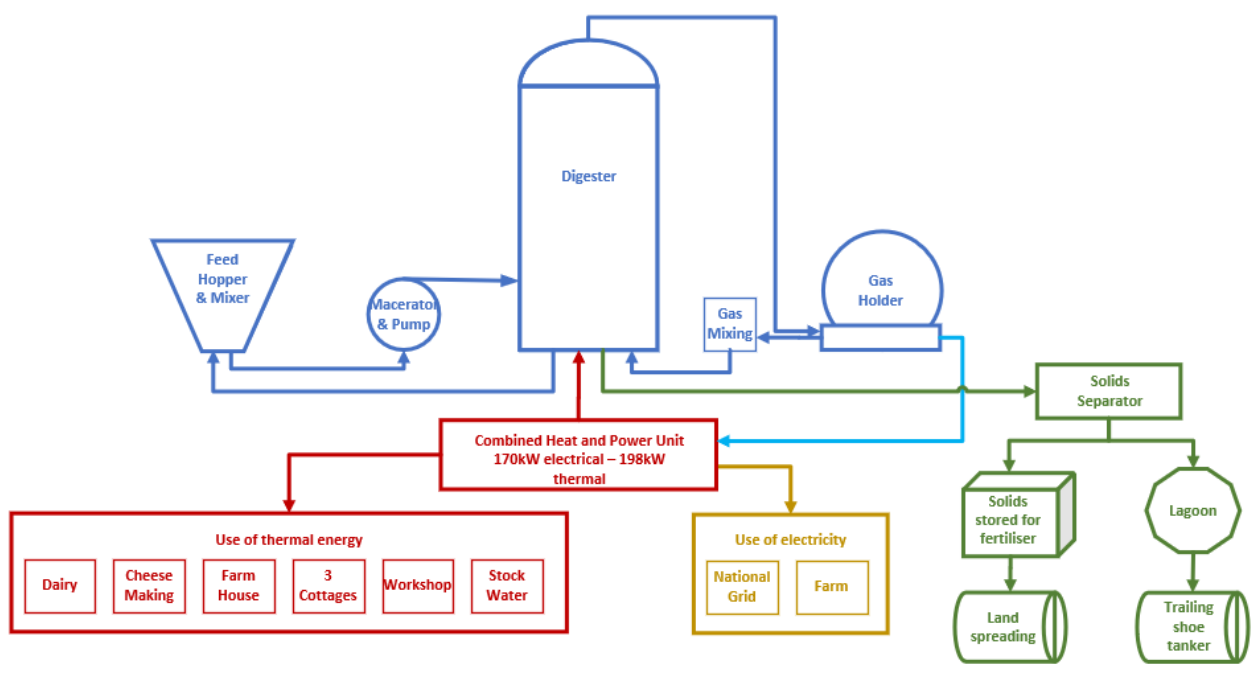 Digester
Feed
Hopper
& Mixer
Macerator
& Pump
Gas
Mixing
Gas
Holder
Solids
Separator
Combined Heat and Power Unit
170kW electrical – 198kW
thermal
Solids
stored for
fertiliser
Lagoon
Use of thermal energy
Dairy
Cheese
Making
Farm
House
3
Cottages
Workshop
Stock
Water
Use of electricity
National
Grid
Farm
Land
spreading
Trailing
shoe
tanker